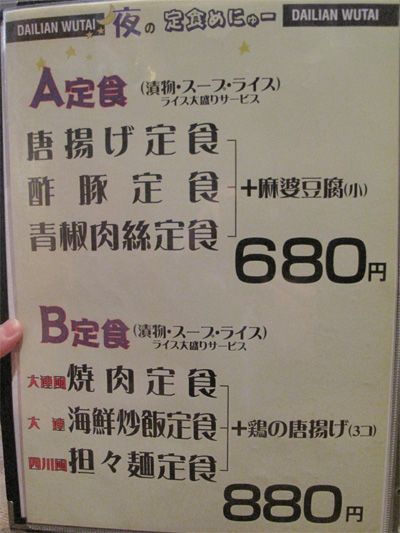 DAILIAN WUTAI 夜の 定食めにゅー DAILIAN WUTAI
A定食 (漬物・スープ・ライス)
ライス大盛りサービス
唐揚げ定食
酢豚定食 +麻婆豆腐(小)
青椒肉絲定食
680円
B定食 (漬物・スープ・ライス)
ライス大盛りサービス
大連風 焼肉定食
大連 海鮮炒飯定食 +鶏の唐揚げ(3コ)
四川風 担々麺定食
880円